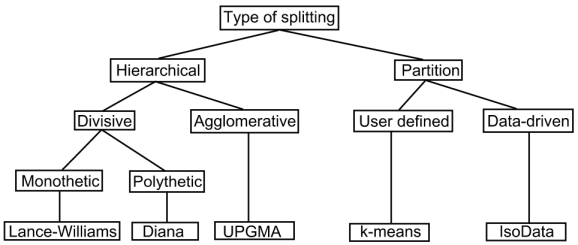 Type of splitting
Hierarchical
Partition
Divisive
Agglomerative
User defined
Data-driven
Monothetic
Polythetic
Lance-Williams
Diana
UPGMA
k-means
IsoData